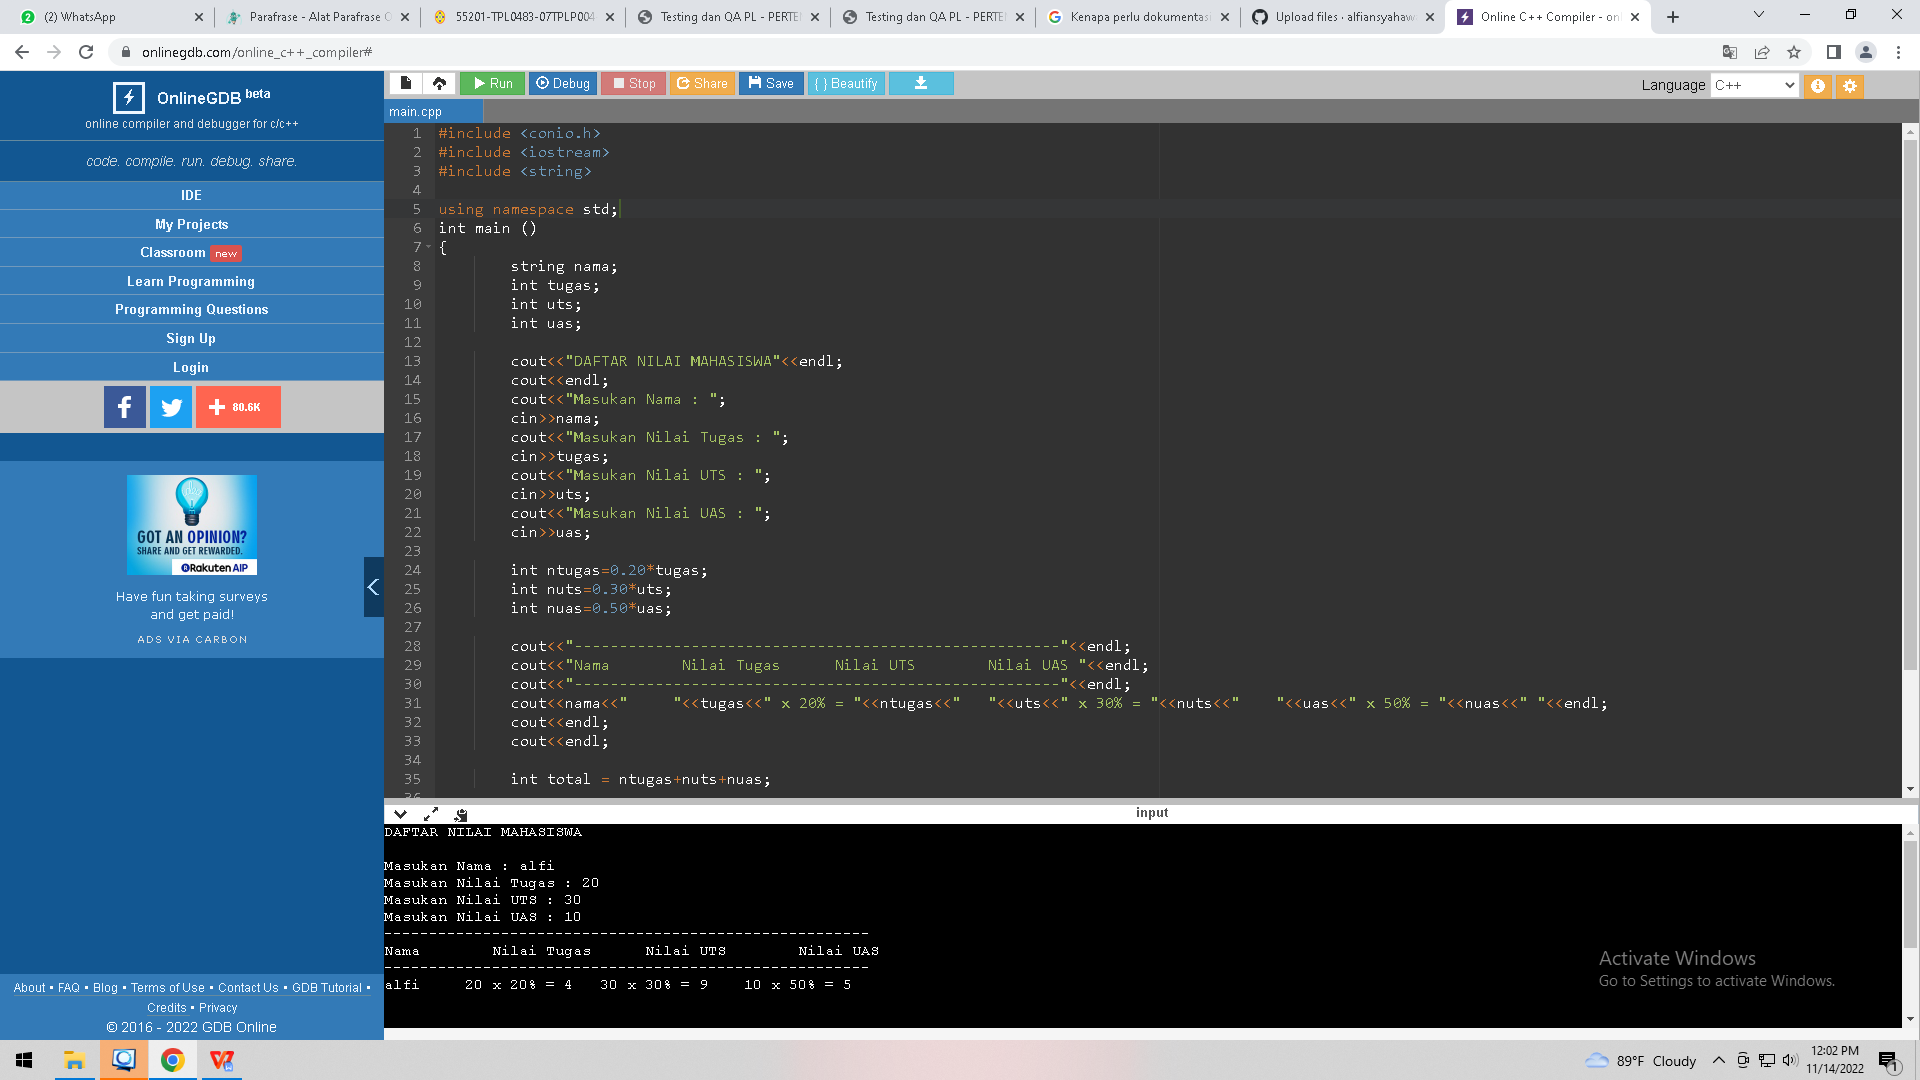 (2) WhatsApp
Parafrase - Alat Parafrase O
55201-TPL0483-07TPLP004
Testing dan QA PL - PERTE
Testing dan QA PL - PERTE
Kenapa perlu dokumentasi
Upload files · alfiansyahaw
Online C++ Compiler - onl
onlinegdb.com/online_c++_compiler#
OnlineGDB beta
online compiler and debugger for c/c++
code. compile. run. debug. share.
IDE
My Projects
Classroom new
Learn Programming
Programming Questions
Sign Up
Login
80.6K
GOT AN OPINION?
SHARE AND GET REWARDED.
Rakuten AIP
Have fun taking surveys
and get paid!
ADS VIA CARBON
About • FAQ • Blog • Terms of Use • Contact Us • GDB Tutorial •
Credits • Privacy
© 2016 - 2022 GDB Online
Run Debug Stop Share Save { } Beautify
Language C++
main.cpp
1 #include <conio.h>
2 #include <iostream>
3 #include <string>
4
5 using namespace std;
6 int main ()
7 {
8 string nama;
9 int tugas;
10 int uts;
11 int uas;
12
13 cout<<"DAFTAR NILAI MAHASISWA"<<endl;
14 cout<<endl;
15 cout<<"Masukan Nama : ";
16 cin>>nama;
17 cout<<"Masukan Nilai Tugas : ";
18 cin>>tugas;
19 cout<<"Masukan Nilai UTS : ";
20 cin>>uts;
21 cout<<"Masukan Nilai UAS : ";
22 cin>>uas;
23
24 int ntugas=0.20*tugas;
25 int nuts=0.30*uts;
26 int nuas=0.50*uas;
27
28 cout<<"------------------------------------------------------"<<endl;
29 cout<<"Nama        Nilai Tugas      Nilai UTS        Nilai UAS "<<endl;
30 cout<<"------------------------------------------------------"<<endl;
31 cout<<nama<<"     "<<tugas<<" x 20% = "<<ntugas<<"   "<<uts<<" x 30% = "<<nuts<<"    "<<uas<<" x 50% = "<<nuas<<" "<<endl;
32 cout<<endl;
33 cout<<endl;
34
35 int total = ntugas+nuts+nuas;
36
input
DAFTAR NILAI MAHASISWA
Masukan Nama : alfi
Masukan Nilai Tugas : 20
Masukan Nilai UTS : 30
Masukan Nilai UAS : 10
------------------------------------------------------
Nama        Nilai Tugas      Nilai UTS        Nilai UAS
------------------------------------------------------
alfi     20 x 20% = 4   30 x 30% = 9    10 x 50% = 5
Activate Windows
Go to Settings to activate Windows.
89°F Cloudy
12:02 PM
11/14/2022
1